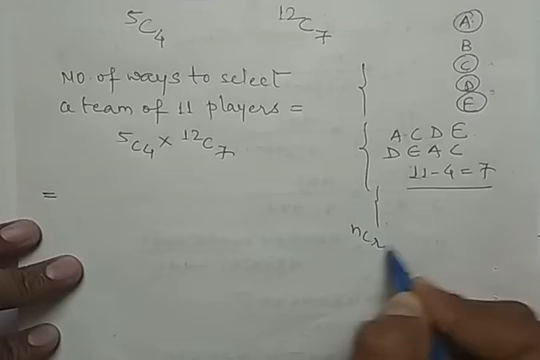 ⁵C₄ ¹²C₇
NO. of ways to select
a team of 11 players =
⁵C₄ × ¹²C₇
=
A
B
C
D
E
A C D E
D E A C
11-4=7
ⁿCᵣ